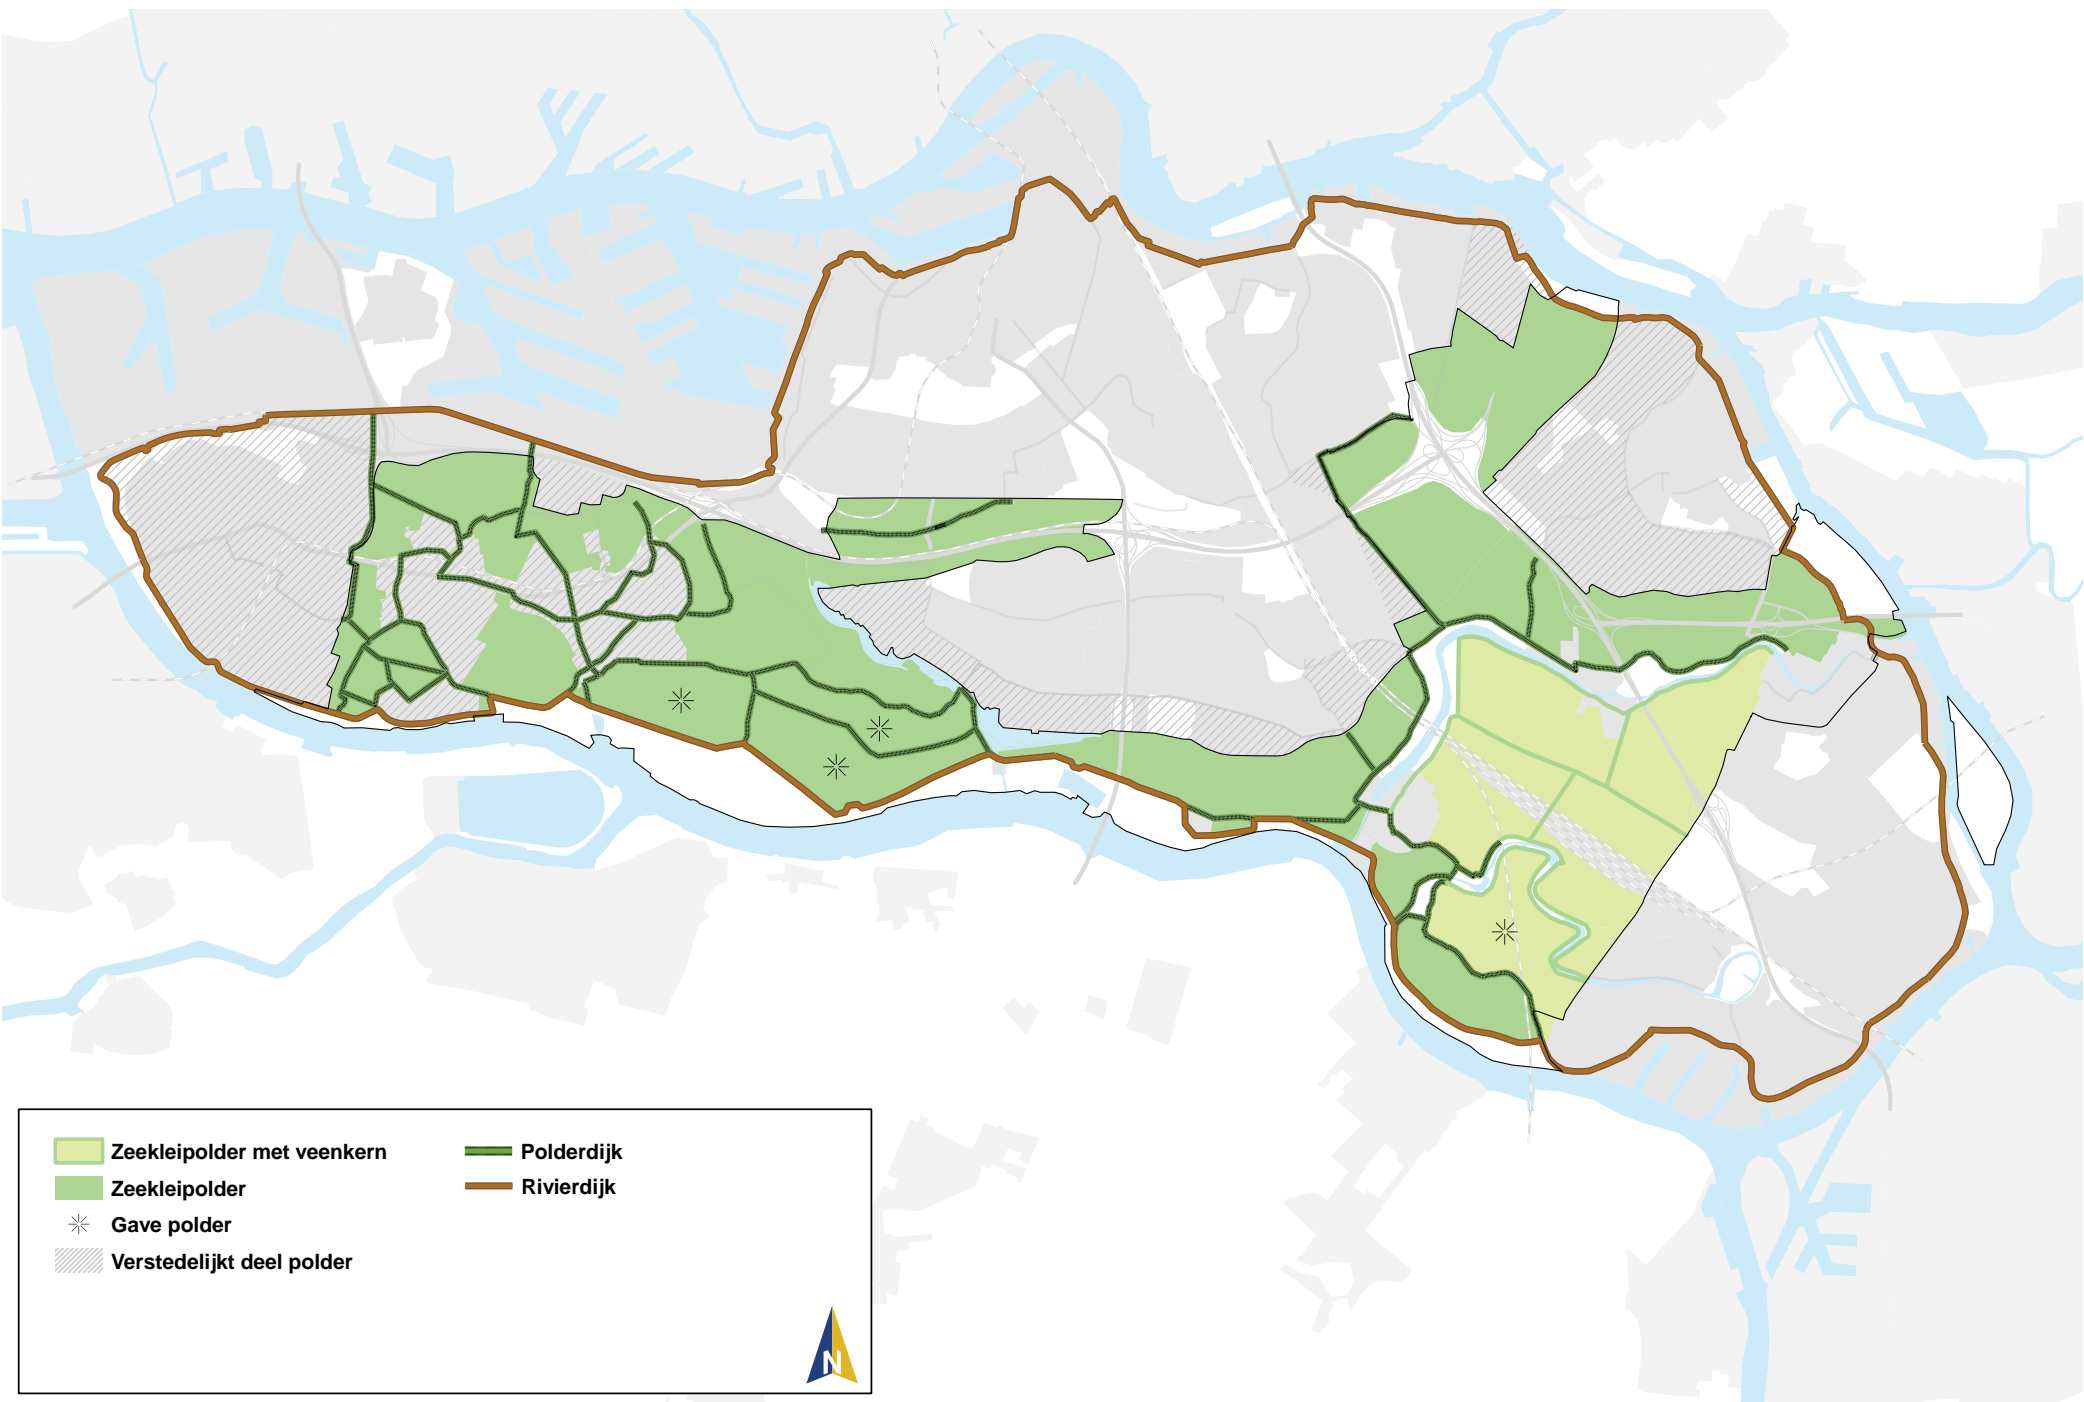 Zeekleipolder met veenkern
Zeekleipolder
Gave polder
Verstedelijkt deel polder
Polderdijk
Rivierdijk
N